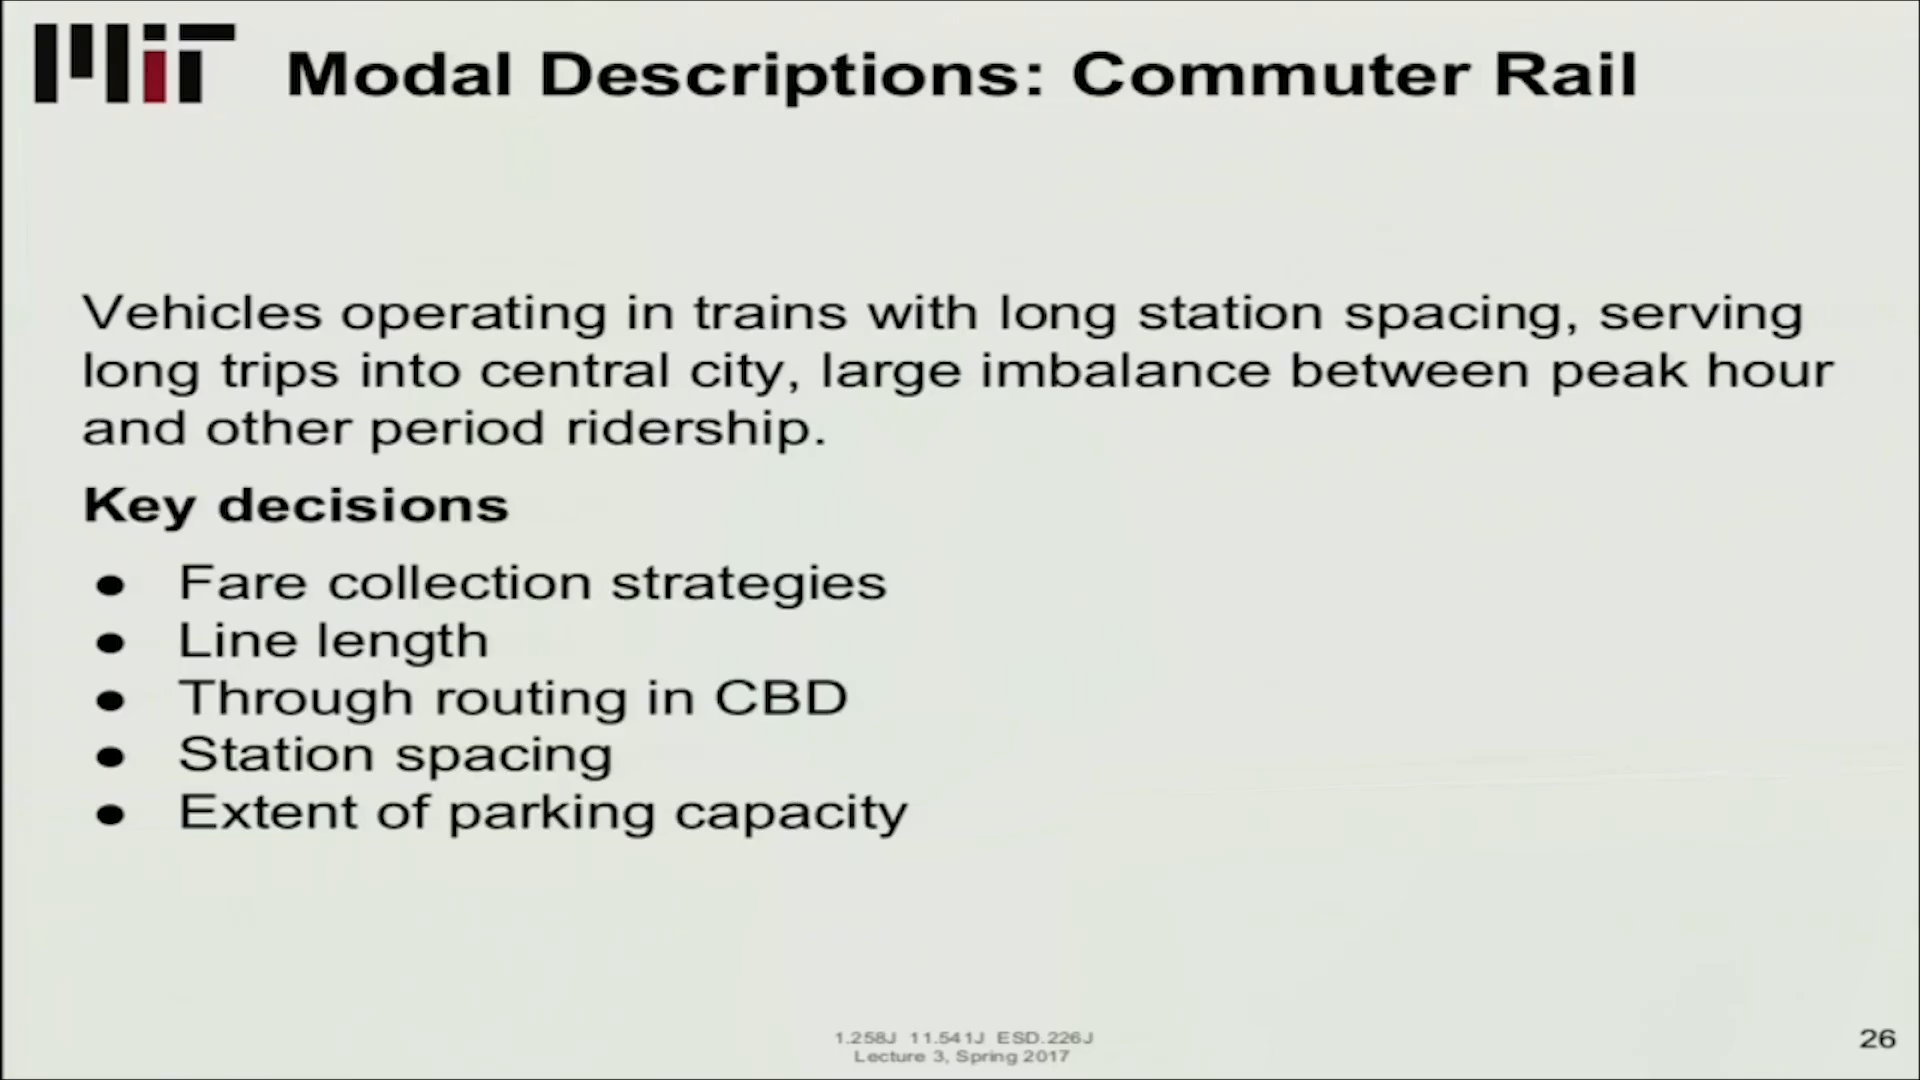 MIT Modal Descriptions: Commuter Rail
Vehicles operating in trains with long station spacing, serving
long trips into central city, large imbalance between peak hour
and other period ridership.
Key decisions
● Fare collection strategies
● Line length
● Through routing in CBD
● Station spacing
● Extent of parking capacity
1.258J 11.541J ESD.226J
Lecture 3, Spring 2017
26